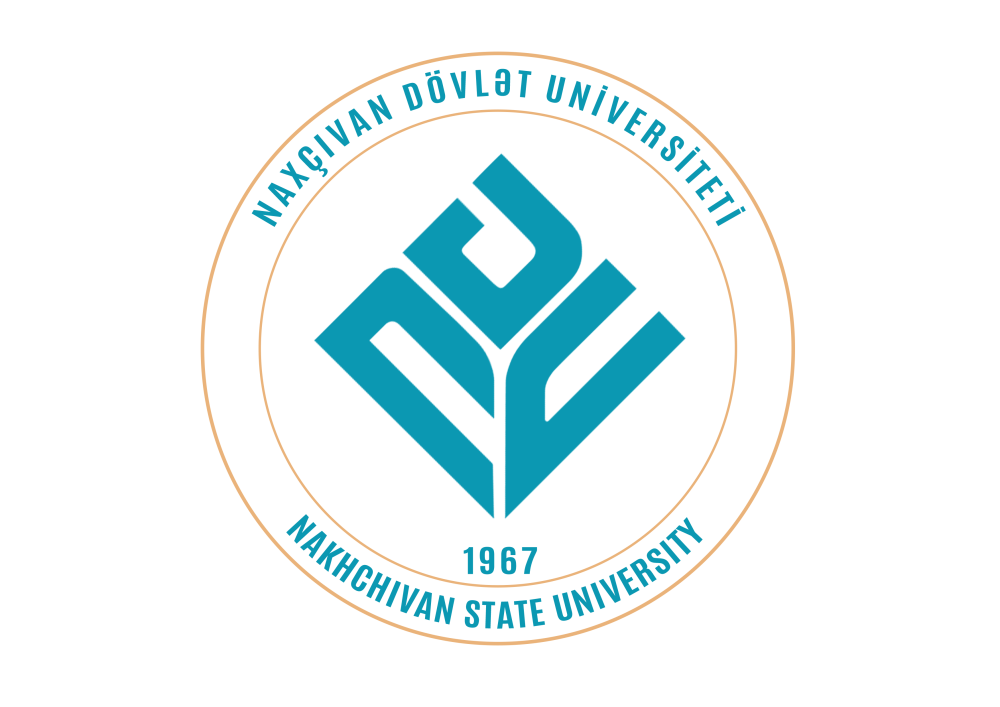 NAXÇIVAN DÖVLƏT UNİVERSİTETİ
1967
NAKHCHIVAN STATE UNIVERSITY